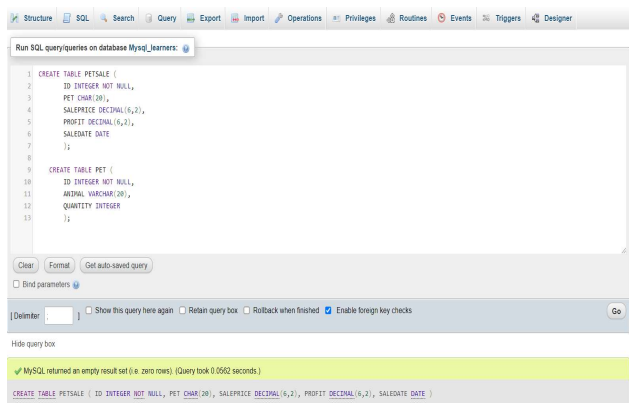 Structure SQL Search Query Export Import Operations Privileges Routines Events Triggers Designer
Run SQL query/queries on database Mysql_learners:
1 CREATE TABLE PETSALE (
2 ID INTEGER NOT NULL,
3 PET CHAR(20),
4 SALEPRICE DECIMAL(6,2),
5 PROFIT DECIMAL(6,2),
6 SALEDATE DATE
7 );
8
9 CREATE TABLE PET (
10 ID INTEGER NOT NULL,
11 ANIMAL VARCHAR(20),
12 QUANTITY INTEGER
13 );
Clear Format Get auto-saved query
Bind parameters
[ Delimiter ; ] Show this query here again Retain query box Rollback when finished Enable foreign key checks Go
Hide query box
MySQL returned an empty result set (i.e. zero rows). (Query took 0.0562 seconds.)
CREATE TABLE PETSALE ( ID INTEGER NOT NULL, PET CHAR(20), SALEPRICE DECIMAL(6,2), PROFIT DECIMAL(6,2), SALEDATE DATE )